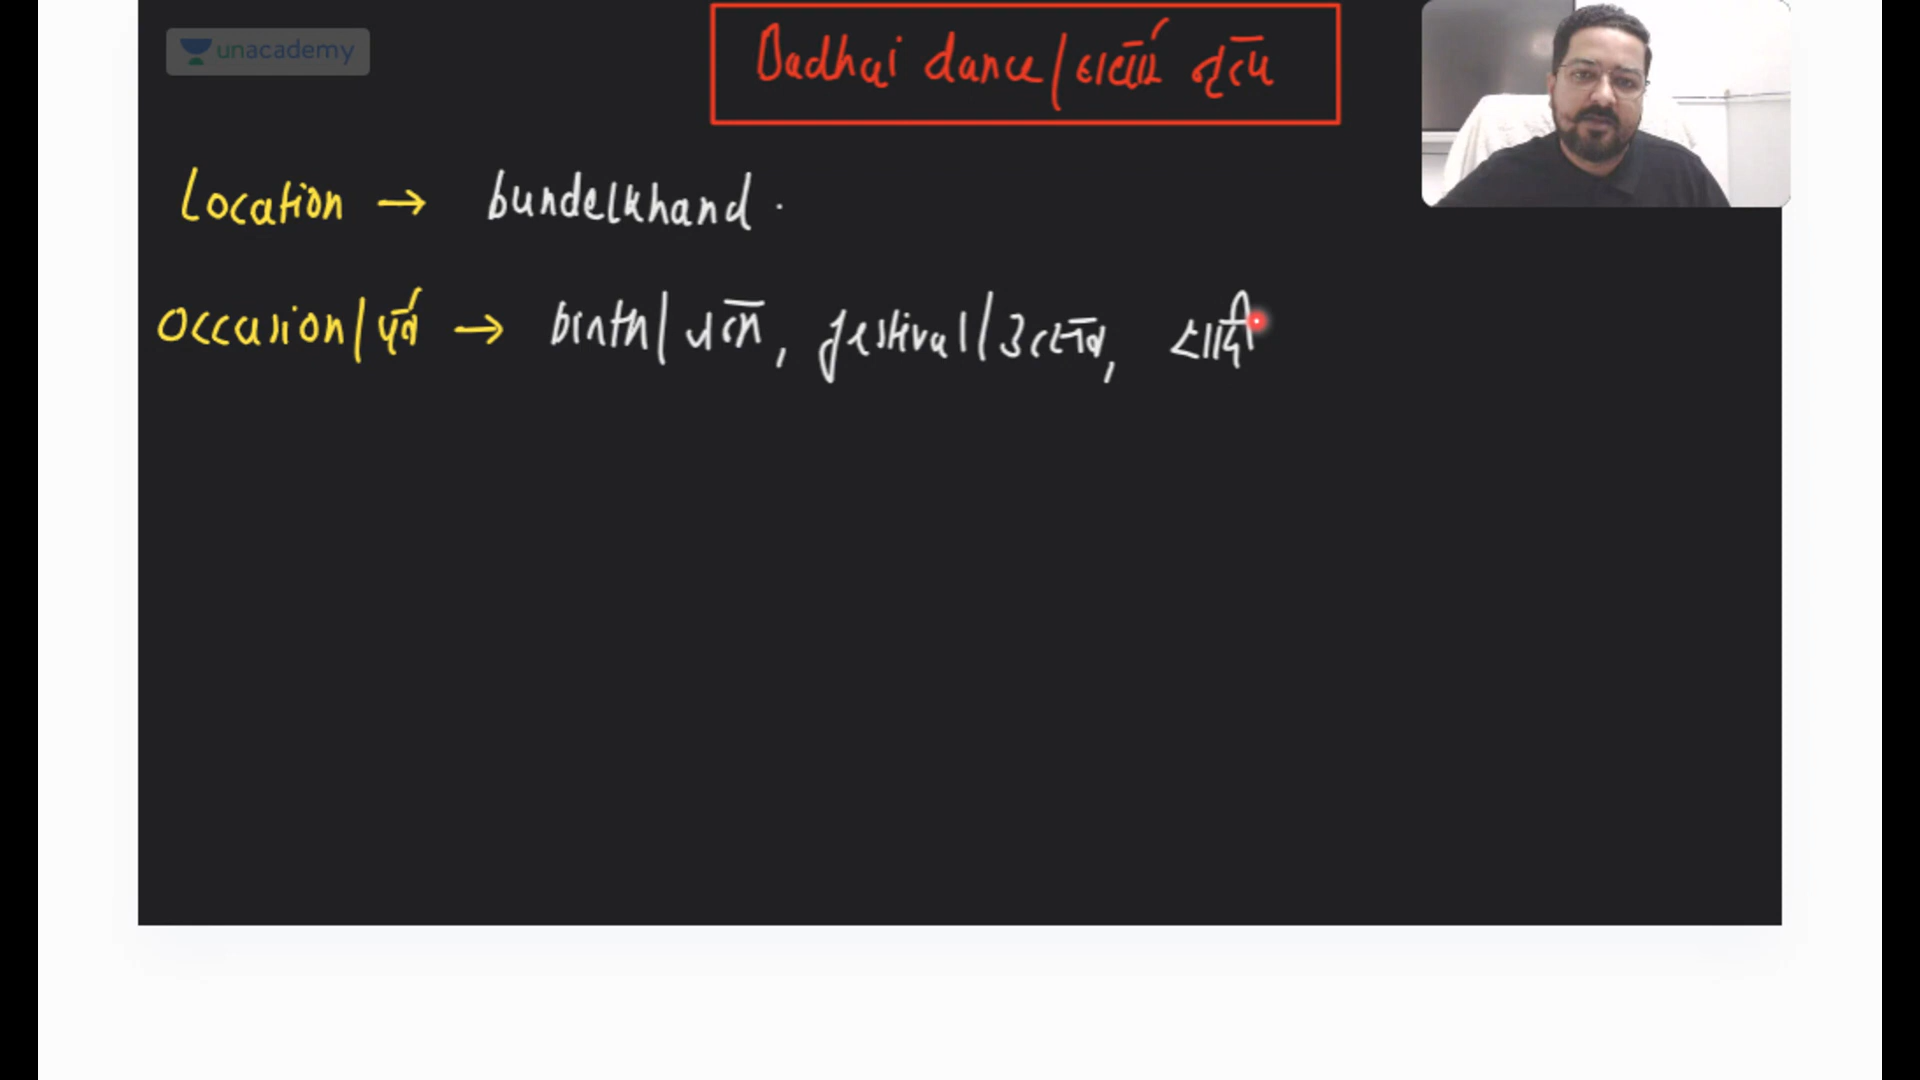 unacademy
Badhai dance/बधाई नृत्य
Location → bundelkhand .
Occasion/पर्व → birth/जन्म, festival/उत्सव, शादी